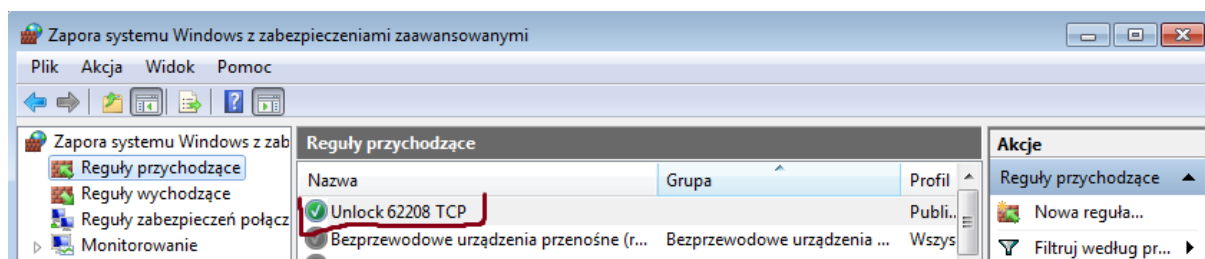 Zapora systemu Windows z zabezpieczeniami zaawansowanymi
Plik Akcja Widok Pomoc
Zapora systemu Windows z zab
Reguły przychodzące
Reguły wychodzące
Reguły zabezpieczeń połącz
Monitorowanie
Reguły przychodzące
Nazwa Grupa Profil
Unlock 62208 TCP Publi...
Bezprzewodowe urządzenia przenośne (r... Bezprzewodowe urządzenia ... Wszys
Akcje
Reguły przychodzące
Nowa reguła...
Filtruj według pr...